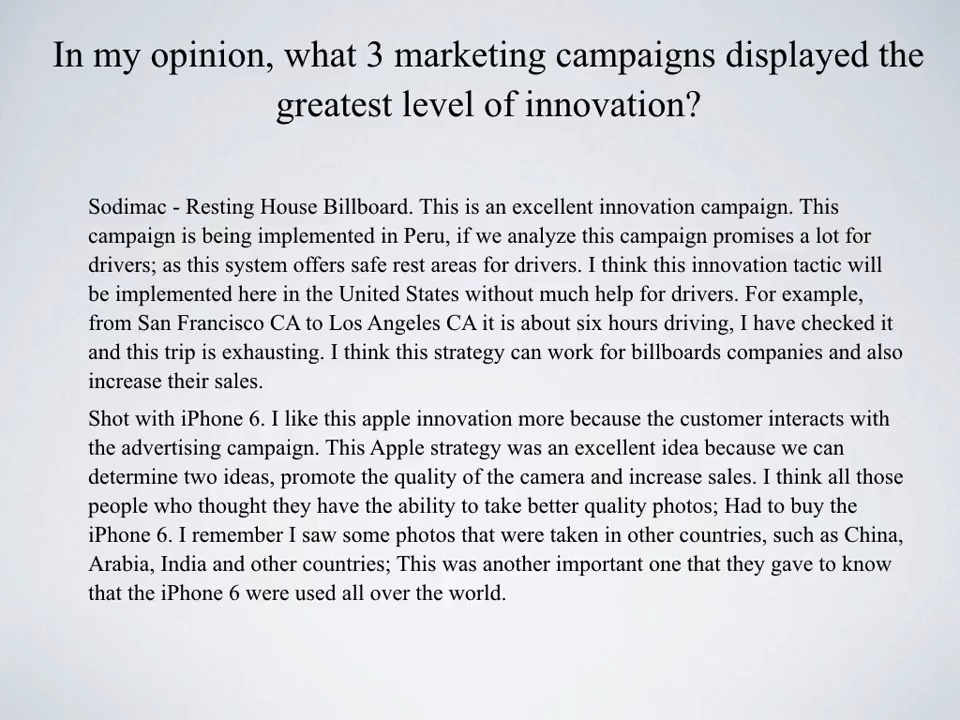 In my opinion, what 3 marketing campaigns displayed the
greatest level of innovation?
Sodimac - Resting House Billboard. This is an excellent innovation campaign. This
campaign is being implemented in Peru, if we analyze this campaign promises a lot for
drivers; as this system offers safe rest areas for drivers. I think this innovation tactic will
be implemented here in the United States without much help for drivers. For example,
from San Francisco CA to Los Angeles CA it is about six hours driving, I have checked it
and this trip is exhausting. I think this strategy can work for billboards companies and also
increase their sales.
Shot with iPhone 6. I like this apple innovation more because the customer interacts with
the advertising campaign. This Apple strategy was an excellent idea because we can
determine two ideas, promote the quality of the camera and increase sales. I think all those
people who thought they have the ability to take better quality photos; Had to buy the
iPhone 6. I remember I saw some photos that were taken in other countries, such as China,
Arabia, India and other countries; This was another important one that they gave to know
that the iPhone 6 were used all over the world.